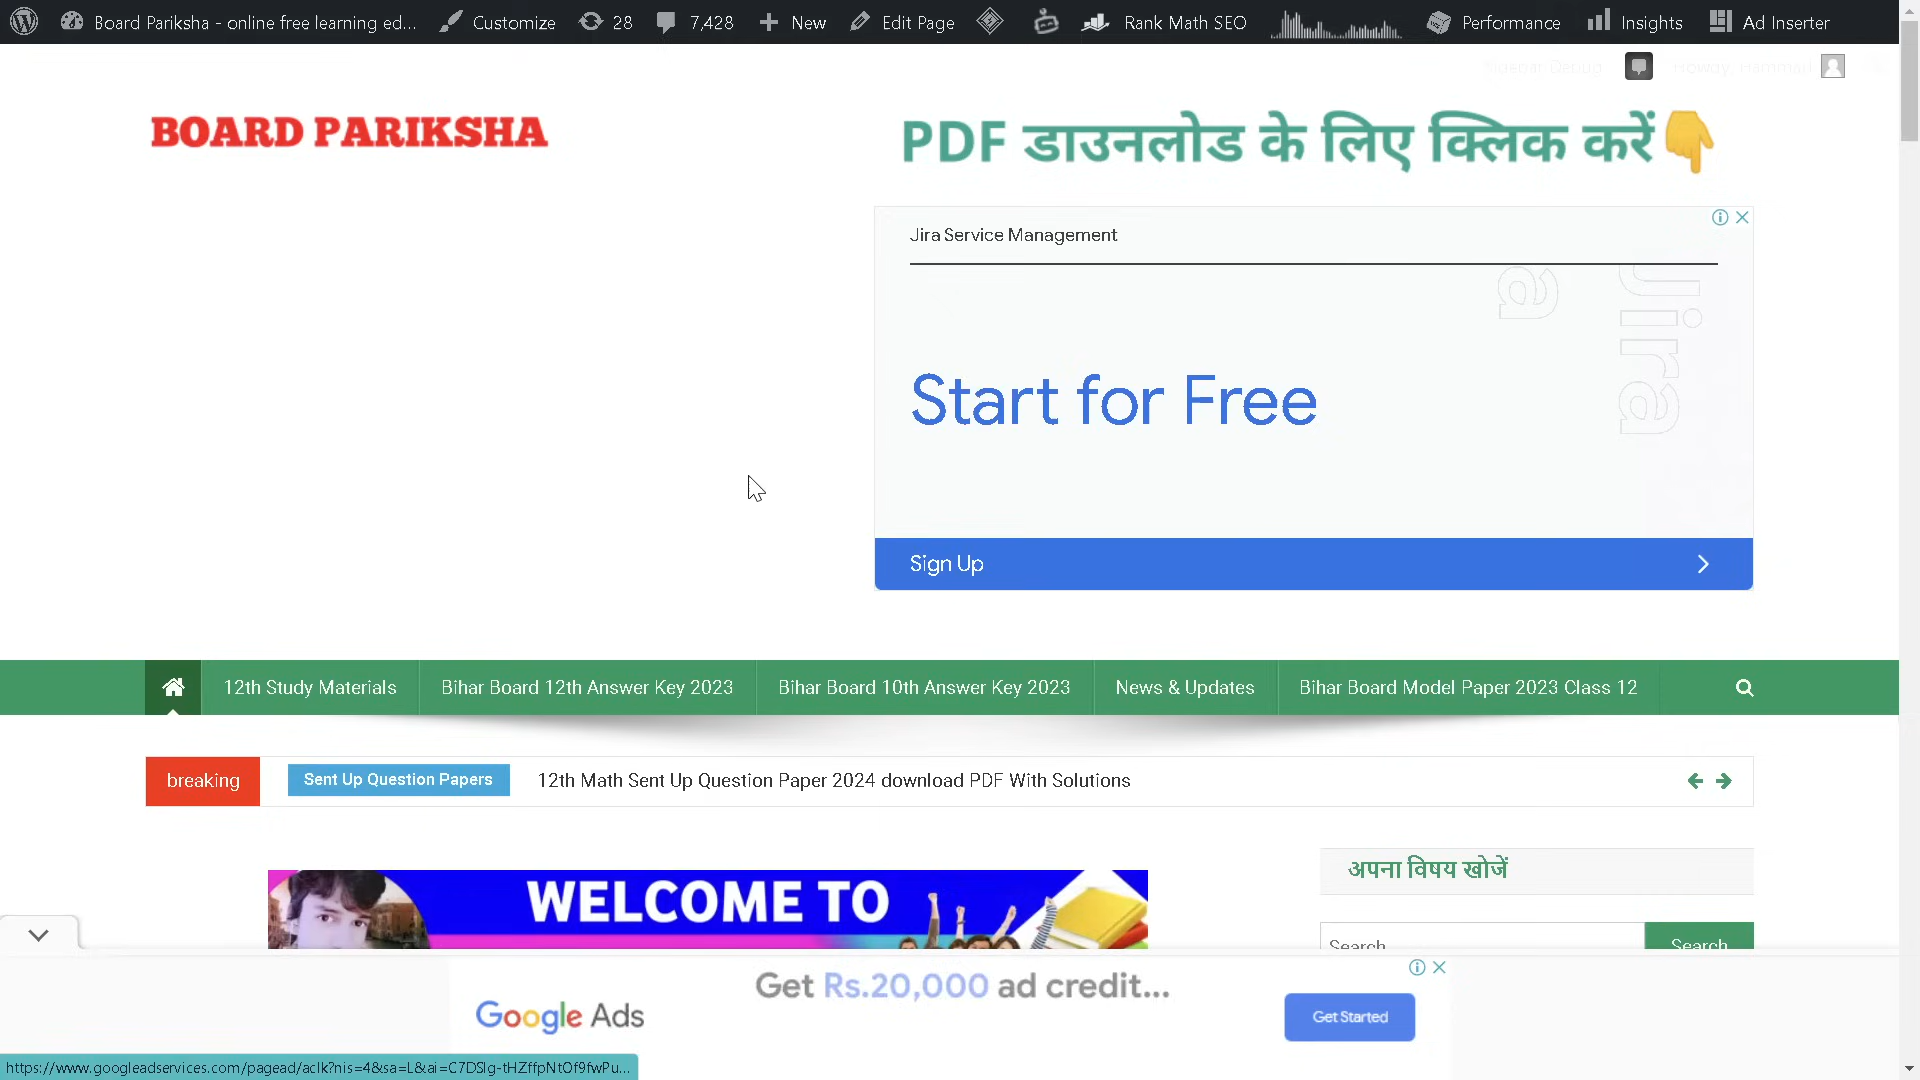 Board Pariksha - online free learning ed... Customize 28 7,428 New Edit Page Rank Math SEO Performance Insights Ad Inserter
Howdy, Hammad
BOARD PARIKSHA
PDF डाउनलोड के लिए क्लिक करें👇
Jira Service Management
Jira
a
Start for Free
Sign Up
12th Study Materials Bihar Board 12th Answer Key 2023 Bihar Board 10th Answer Key 2023 News & Updates Bihar Board Model Paper 2023 Class 12
breaking Sent Up Question Papers 12th Math Sent Up Question Paper 2024 download PDF With Solutions
अपना विषय खोजें
WELCOME TO
Search Search
Get Rs.20,000 ad credit...
Google Ads
Get Started
https://www.googleadservices.com/pagead/aclk?nis=4&sa=L&ai=C7DSlg-tHZffpNtOf9fwPu...